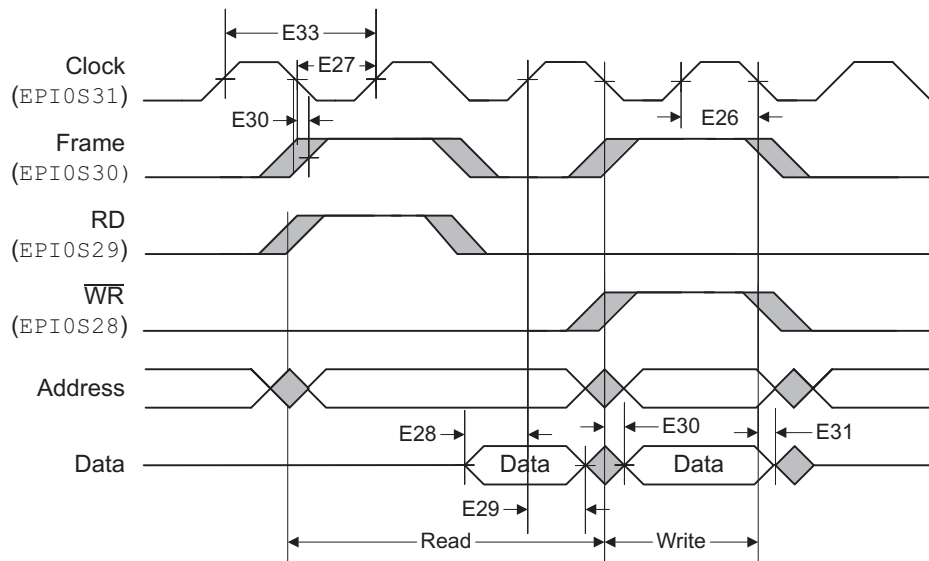 E33
Clock
(EPI0S31)
E27
E30
E26
Frame
(EPI0S30)
RD
(EPI0S29)
WR
(EPI0S28)
Address
E28
E30
E31
Data
Data
Data
E29
Read
Write